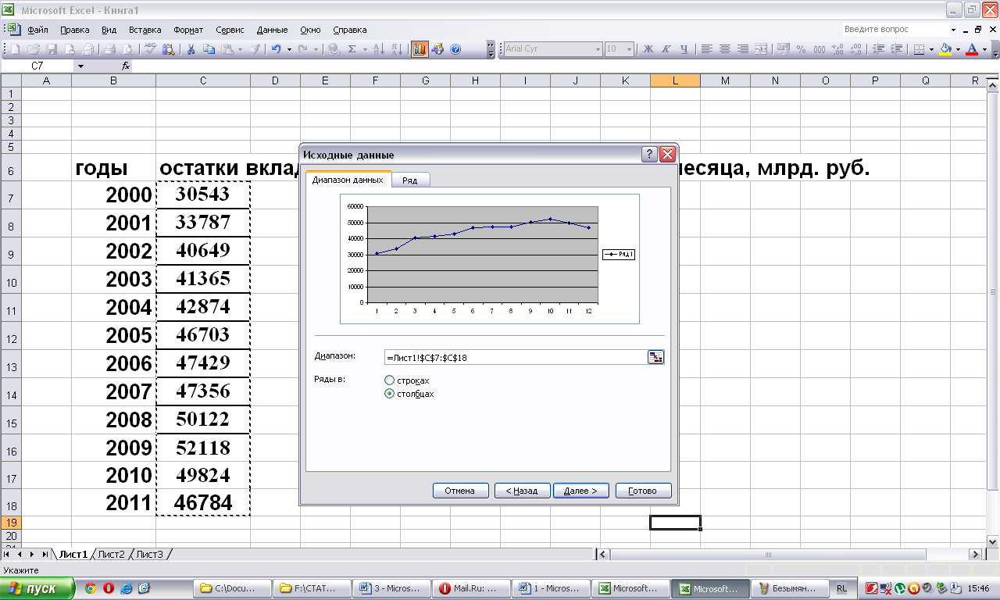 Microsoft Excel - Книга1
Файл Правка Вид Вставка Формат Сервис Данные Окно Справка Введите вопрос
Arial Cyr 10 Ж К Ч
C7 fx
A B C D E F G H I J K L M N O P Q R
1
2
3
4
5
6 годы остатки вклад есяца, млрд. руб.
7 2000 30543
8 2001 33787
9 2002 40649
10 2003 41365
11 2004 42874
12 2005 46703
13 2006 47429
14 2007 47356
15 2008 50122
16 2009 52118
17 2010 49824
18 2011 46784
19
20
Исходные данные
Диапазон данных Ряд
60000
50000
40000
30000
20000
10000
0
1 2 3 4 5 6 7 8 9 10 11 12
Ряд1
Диапазон: =Лист1!$C$7:$C$18
Ряды в: строках
столбцах
Отмена < Назад Далее > Готово
Лист1 Лист2 Лист3
Укажите
пуск C:\Docu... F:\СТАТ... 3 - Micros... Mail.Ru: ... 1 - Micros... Microsoft... Microsoft... Безымян... RL 15:46